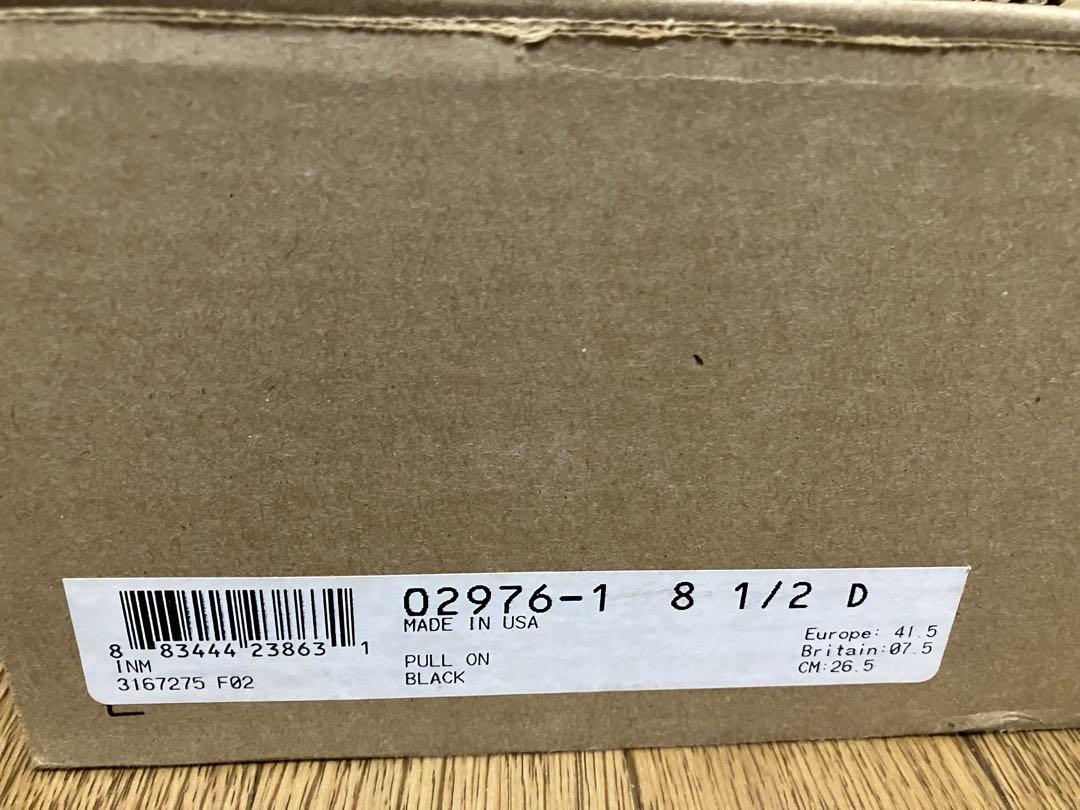 02976-1 8 1/2 D
MADE IN USA
8 83444 23863 1
INM
3167275 F02
PULL ON
BLACK
Europe: 41.5
Britain:07.5
CM:26.5